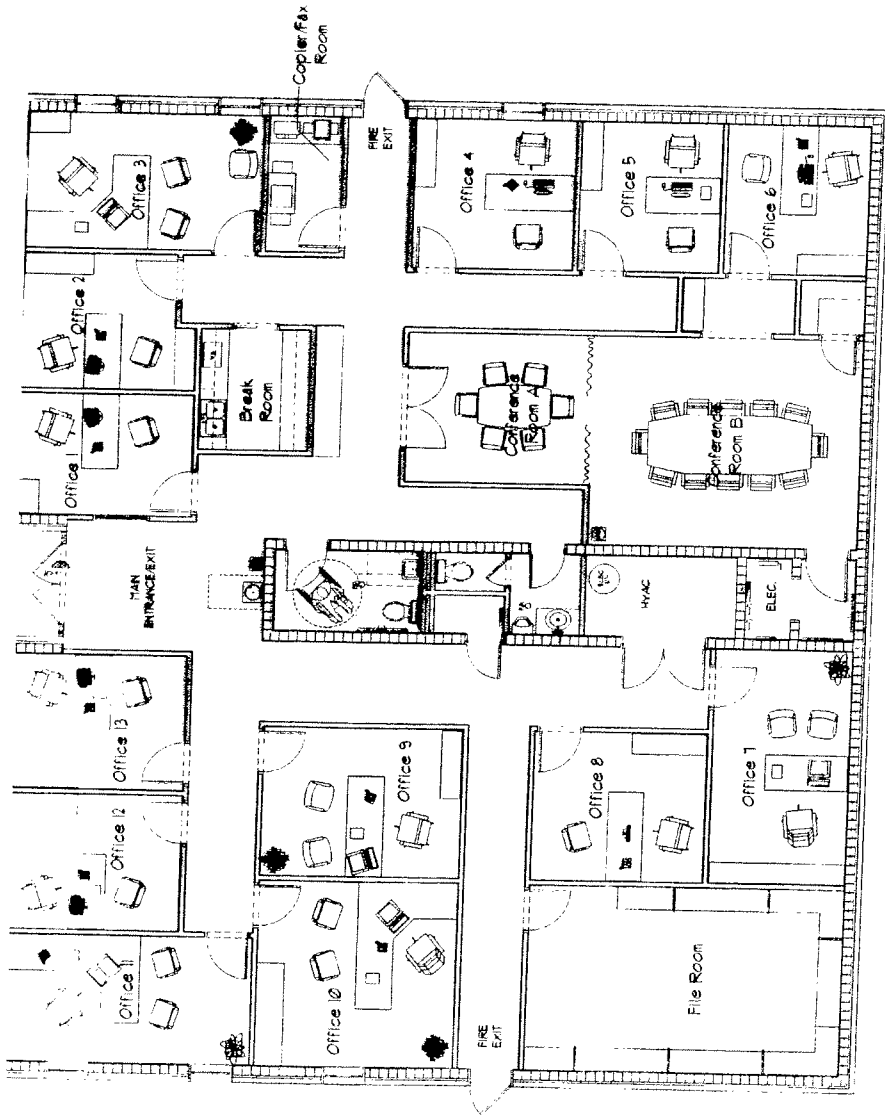 Copier/Fax
Room
FIRE
EXIT
Office 3
Office 4
Office 5
Office 6
Office 2
Break
Room
Conference
Room A
Conference
Room B
Office 1
MAIN
ENTRANCE/EXIT
HVAC
ELEC.
Office 13
Office 9
Office 8
Office 7
Office 12
Office 11
Office 10
FIRE
EXIT
File Room